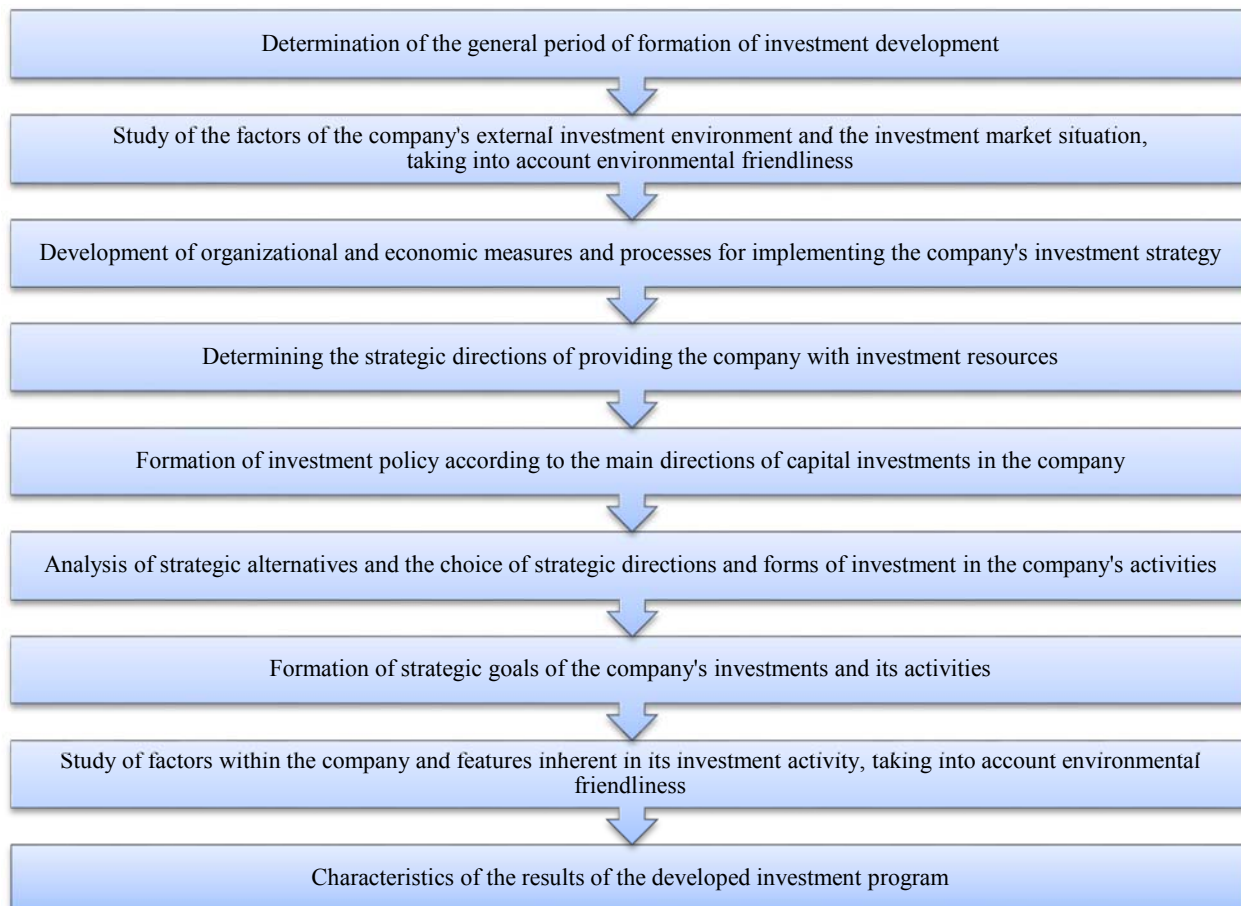 Determination of the general period of formation of investment development
Study of the factors of the company's external investment environment and the investment market situation,
taking into account environmental friendliness
Development of organizational and economic measures and processes for implementing the company's investment strategy
Determining the strategic directions of providing the company with investment resources
Formation of investment policy according to the main directions of capital investments in the company
Analysis of strategic alternatives and the choice of strategic directions and forms of investment in the company's activities
Formation of strategic goals of the company's investments and its activities
Study of factors within the company and features inherent in its investment activity, taking into account environmental
friendliness
Characteristics of the results of the developed investment program